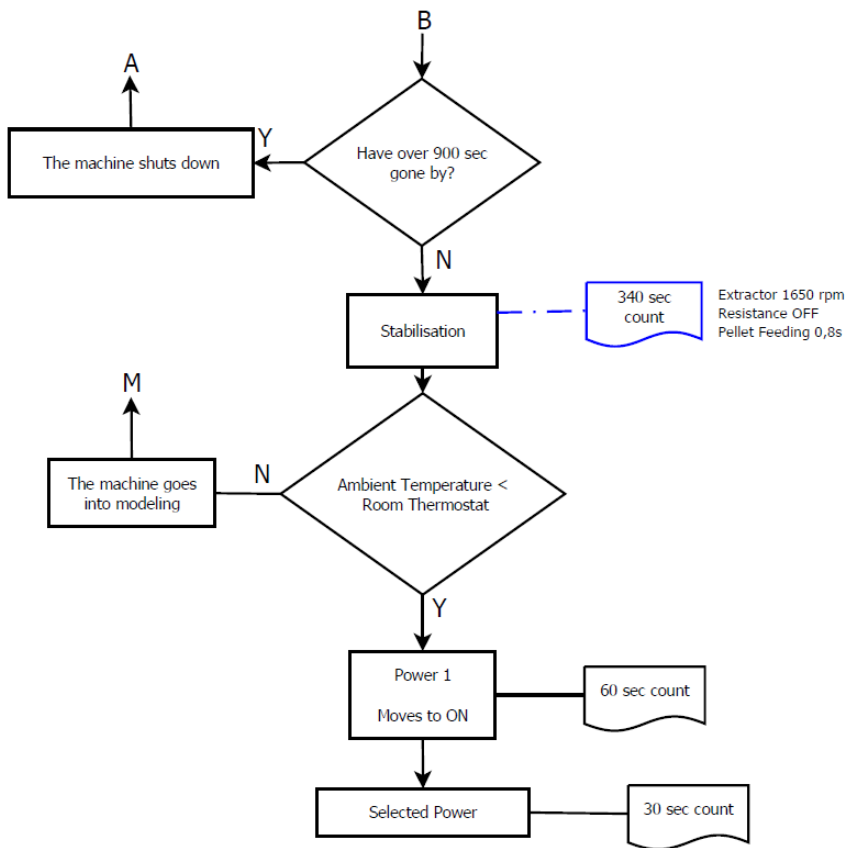 B
A
Y
The machine shuts down
Have over 900 sec
gone by?
N
340 sec
count
Extractor 1650 rpm
Resistance OFF
Pellet Feeding 0,8s
Stabilisation
M
N
The machine goes
into modeling
Ambient Temperature <
Room Thermostat
Y
Power 1
Moves to ON
60 sec count
Selected Power
30 sec count